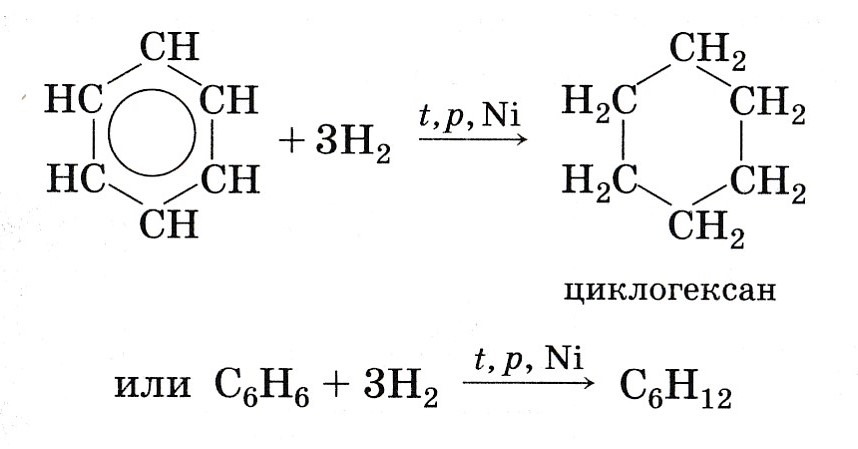 CH CH₂
HC CH H₂C CH₂
+ 3H₂ t, p, Ni
HC CH H₂C CH₂
CH CH₂
циклогексан
или C₆H₆ + 3H₂ t, p, Ni C₆H₁₂